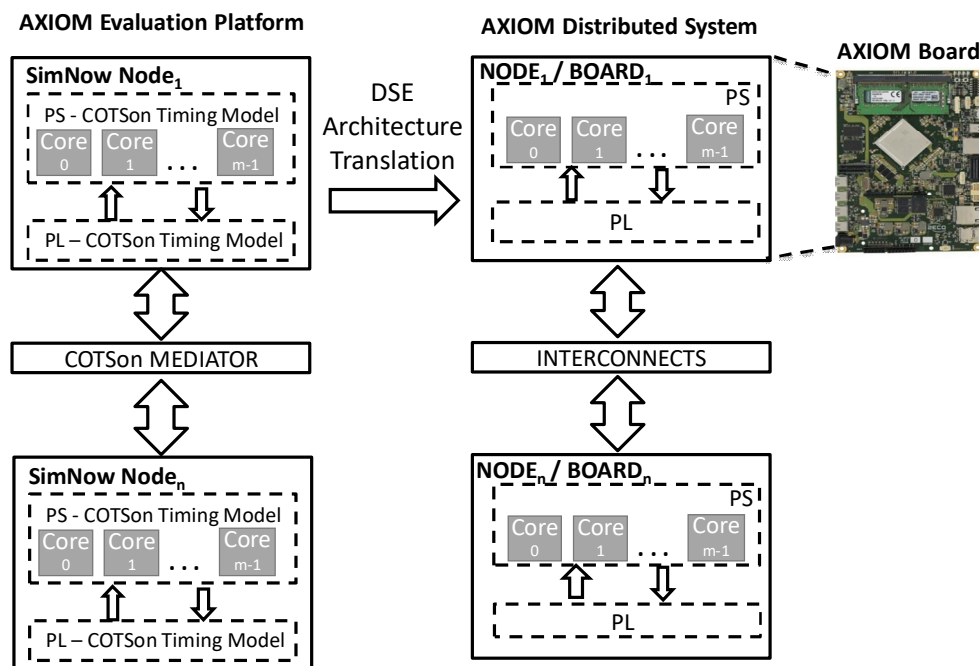 AXIOM Evaluation Platform
SimNow Node₁
PS - COTSon Timing Model
Core
0
Core
1
...
Core
m-1
PL – COTSon Timing Model
COTSon MEDIATOR
SimNow Nodeₙ
PS - COTSon Timing Model
Core
0
Core
1
...
Core
m-1
PL – COTSon Timing Model
DSE
Architecture
Translation
AXIOM Distributed System
NODE₁ / BOARD₁
PS
Core
0
Core
1
...
Core
m-1
PL
INTERCONNECTS
NODEₙ / BOARDₙ
PS
Core
0
Core
1
...
Core
m-1
PL
AXIOM Board